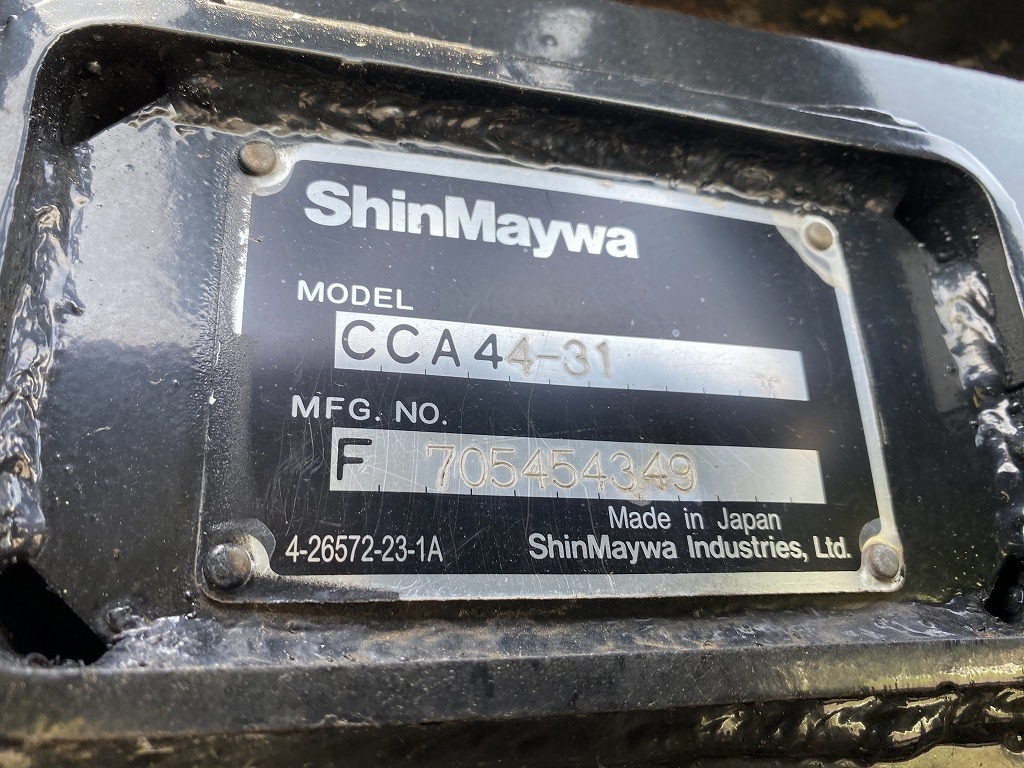 ShinMaywa
MODEL
CCA44-31
MFG. NO.
F 705454349
Made in Japan
4-26572-23-1A ShinMaywa Industries, Ltd.